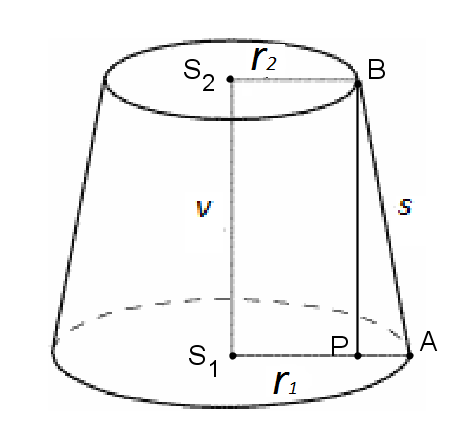 S₂ r₂ B
v s
S₁ P A
r₁